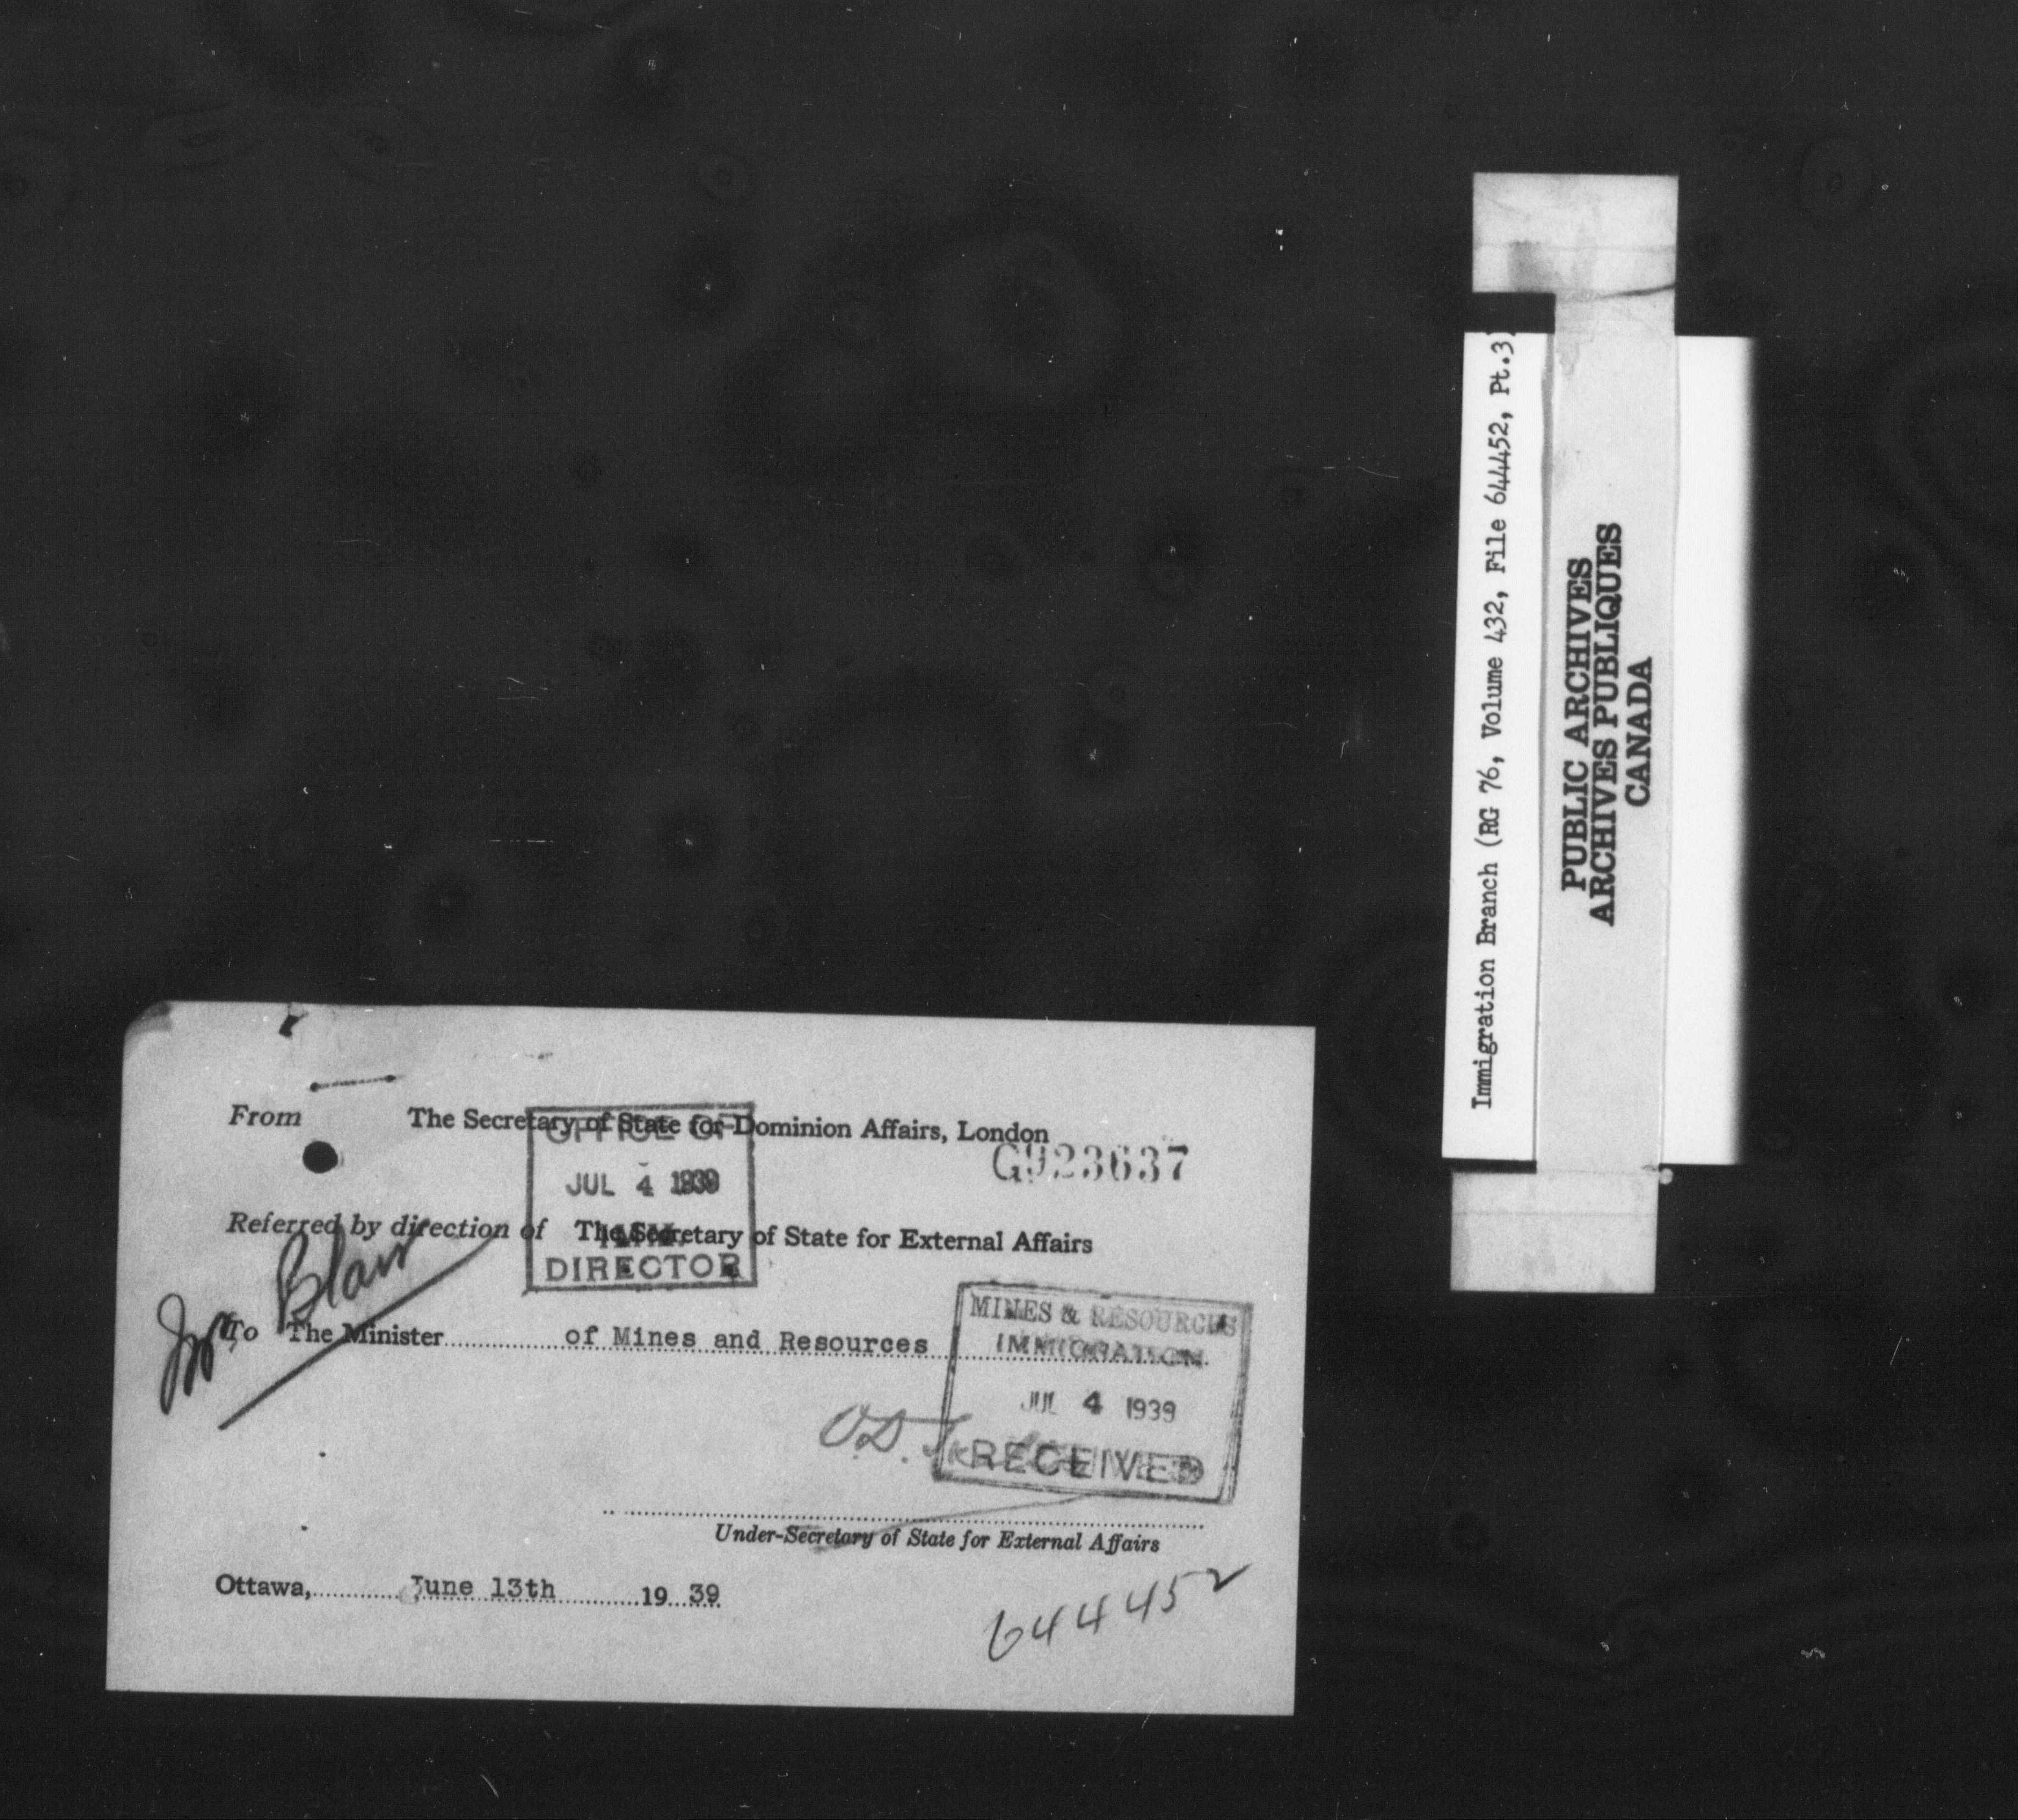 From The Secretary of State for Dominion Affairs, London
G923637
OFFICE OF
JUL 4 1939
DIRECTOR
Referred by direction of The Secretary of State for External Affairs
Mr. Blair
To The Minister of Mines and Resources
MINES & RESOURCES
IMMIGRATION
JUL 4 1939
RECEIVED
O.D.
Under-Secretary of State for External Affairs
Ottawa, June 13th 19 39
644452
Immigration Branch (RG 76, Volume 432, File 644452, Pt.3)
PUBLIC ARCHIVES
ARCHIVES PUBLIQUES
CANADA